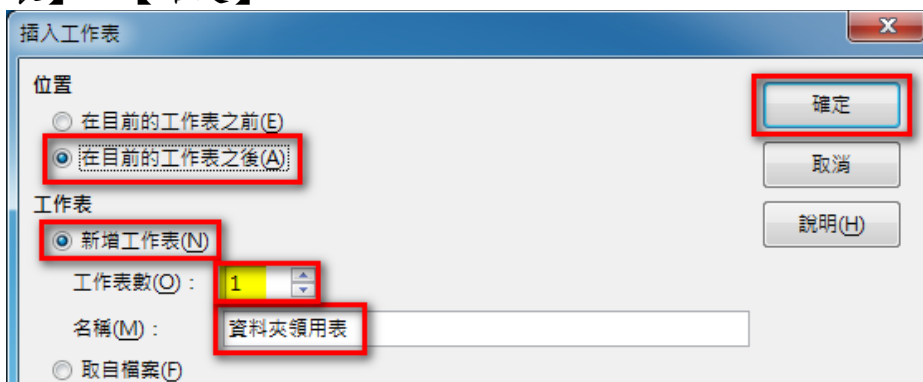 插入工作表
位置
在目前的工作表之前(E)
在目前的工作表之後(A)
確定
取消
說明(H)
工作表
新增工作表(N)
工作表數(O)： 1
名稱(M)： 資料夾領用表
取自檔案(F)